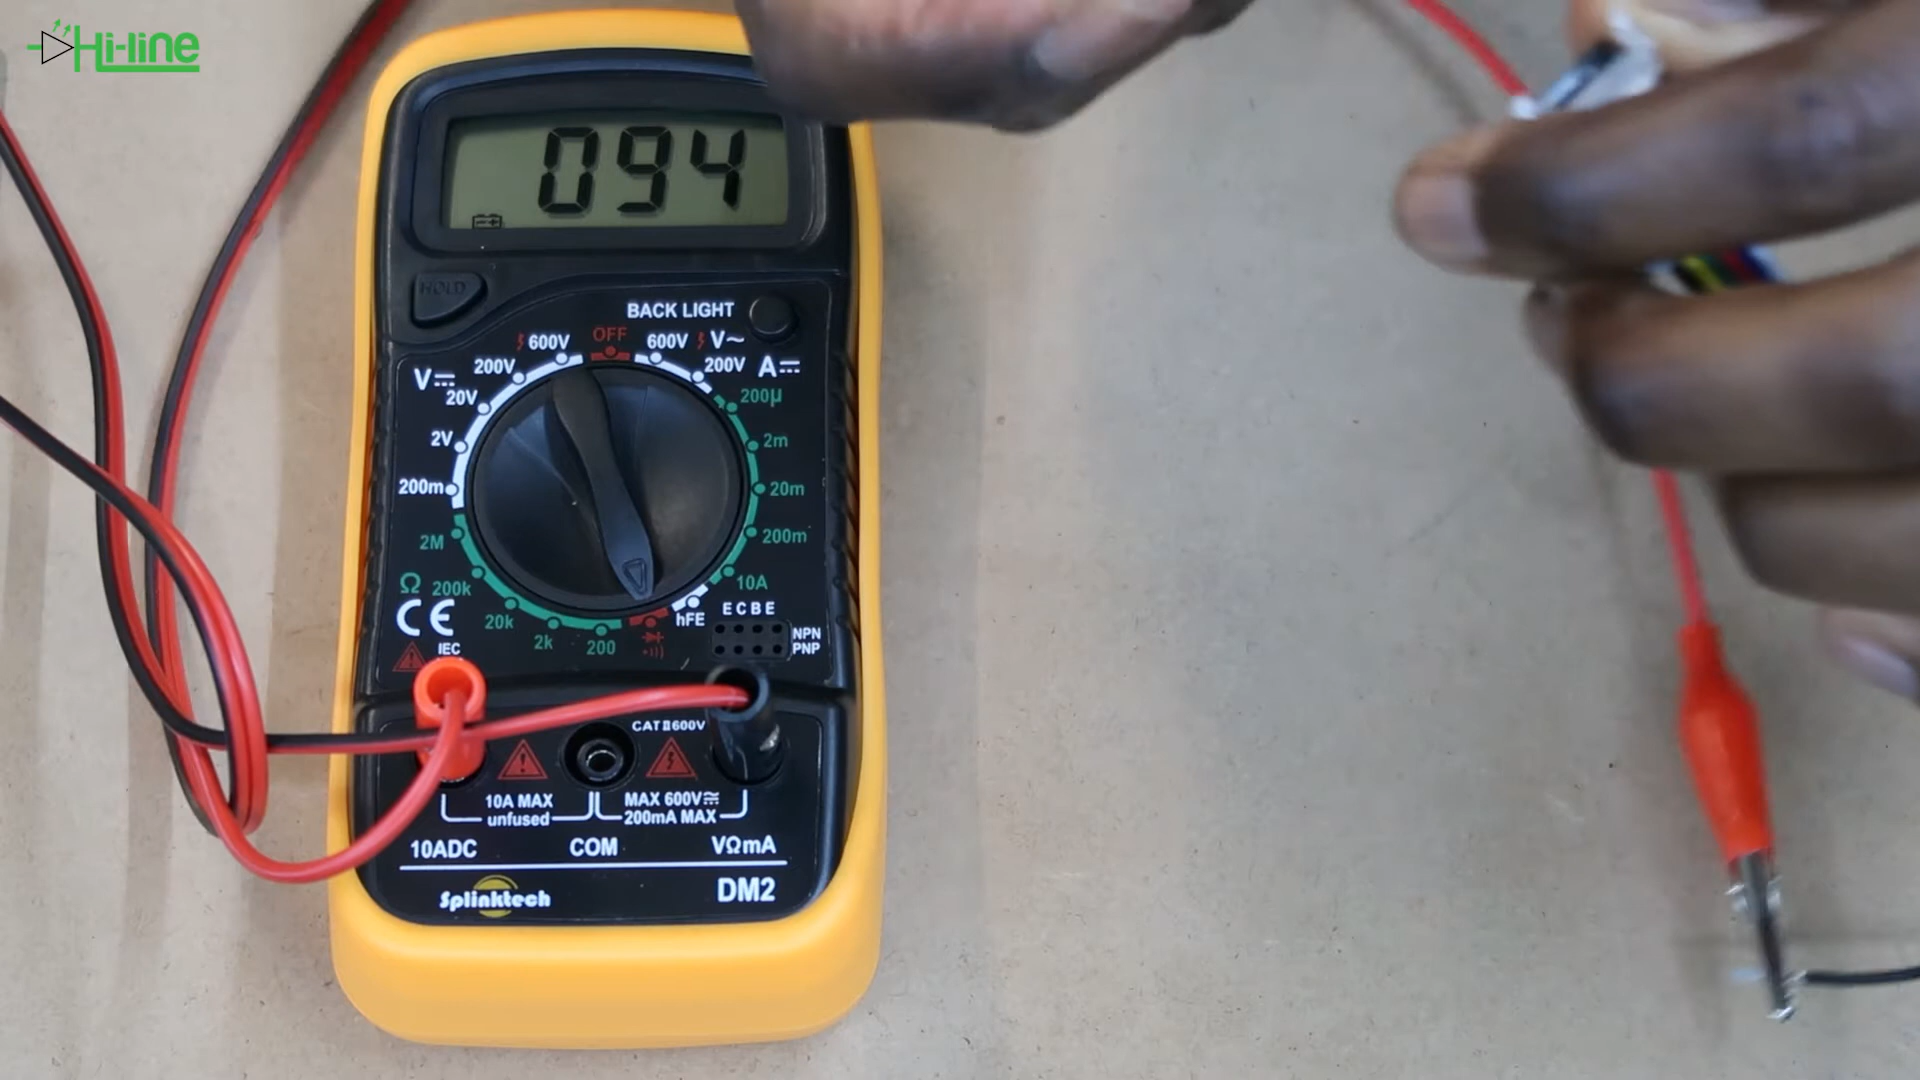 Hi-line
094
HOLD
BACK LIGHT
OFF
600V 600V V~
200V 200V
V A
20V 200µ
2V 2m
200m 20m
2M 200m
Ω 200k 10A
CE 20k 2k 200 hFE
E C B E
NPN
PNP
IEC
CAT II 600V
10A MAX
unfused
MAX 600V
200mA MAX
10ADC COM VΩmA
Splinktech DM2